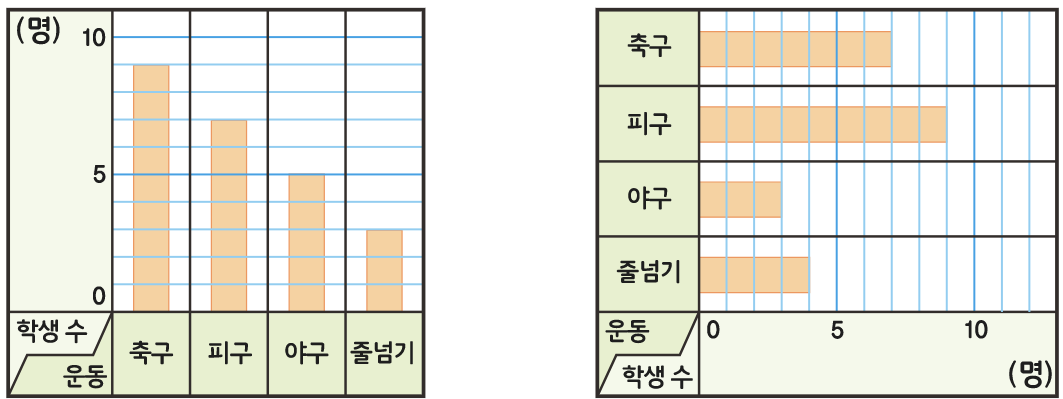 (명)
10
5
0
학생 수
운동
축구 피구 야구 줄넘기
축구
피구
야구
줄넘기
운동
학생 수
0 5 10
(명)